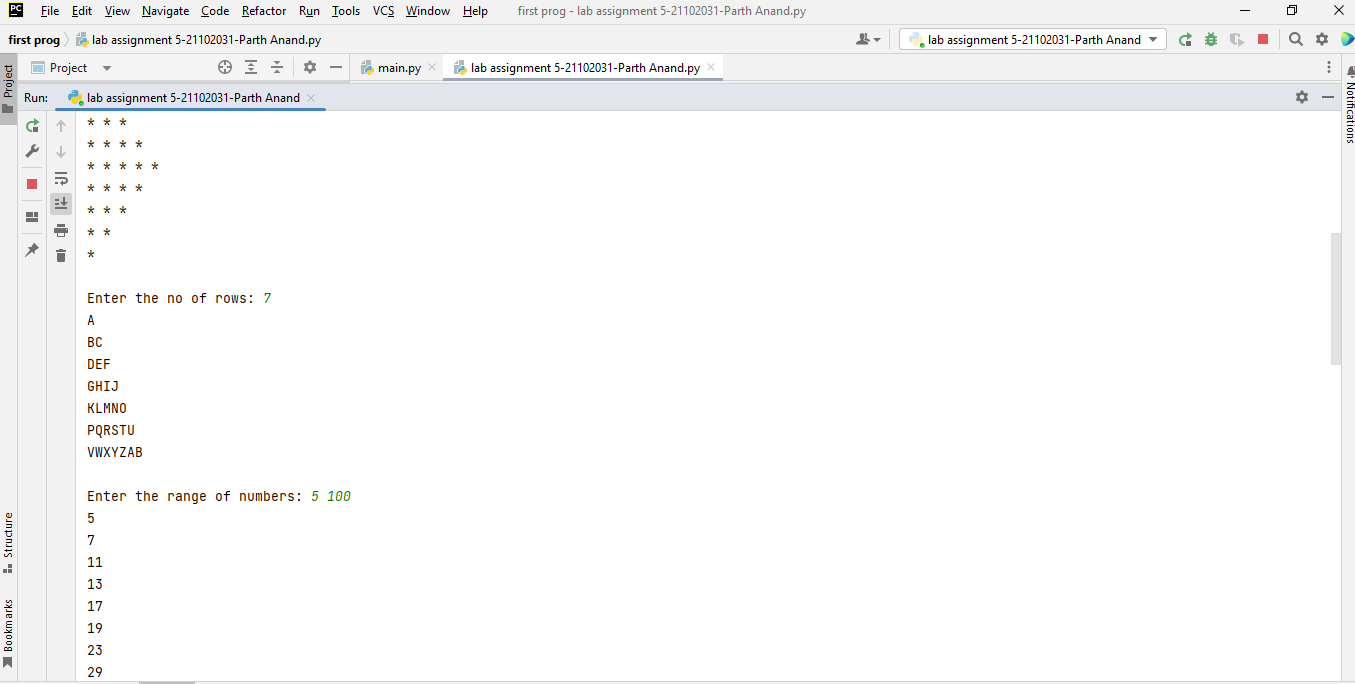 PC File Edit View Navigate Code Refactor Run Tools VCS Window Help first prog - lab assignment 5-21102031-Parth Anand.py
first prog lab assignment 5-21102031-Parth Anand.py lab assignment 5-21102031-Parth Anand
Project Project main.py lab assignment 5-21102031-Parth Anand.py
Run: lab assignment 5-21102031-Parth Anand
Notifications
* * *
* * * *
* * * * *
* * * *
* * *
* *
*
Enter the no of rows: 7
A
BC
DEF
GHIJ
KLMNO
PQRSTU
VWXYZAB
Enter the range of numbers: 5 100
5
7
11
13
17
19
23
29
Structure
Bookmarks